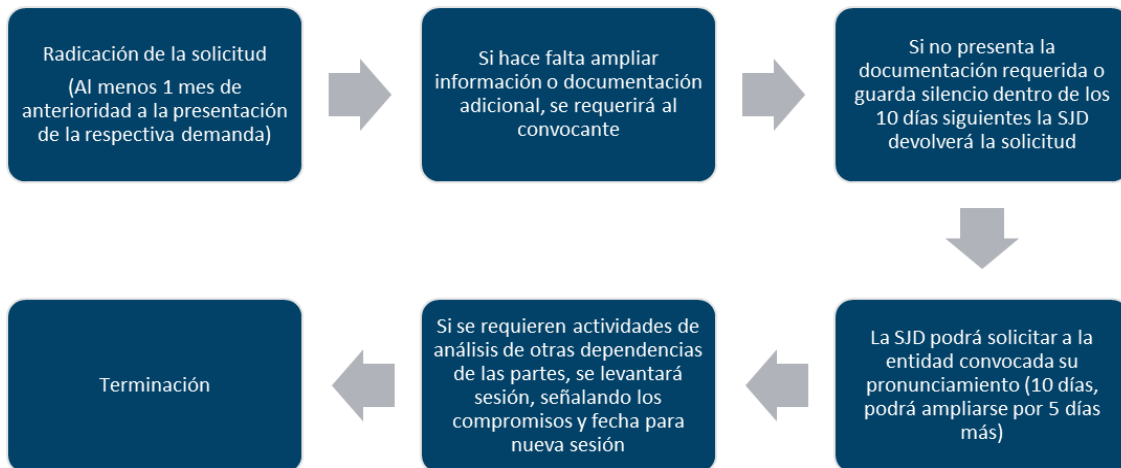 Radicación de la solicitud
(Al menos 1 mes de
anterioridad a la presentación
de la respectiva demanda)
Si hace falta ampliar
información o documentación
adicional, se requerirá al
convocante
Si no presenta la
documentación requerida o
guarda silencio dentro de los
10 días siguientes la SJD
devolverá la solicitud
La SJD podrá solicitar a la
entidad convocada su
pronunciamiento (10 días,
podrá ampliarse por 5 días
más)
Si se requieren actividades de
análisis de otras dependencias
de las partes, se levantará
sesión, señalando los
compromisos y fecha para
nueva sesión
Terminación